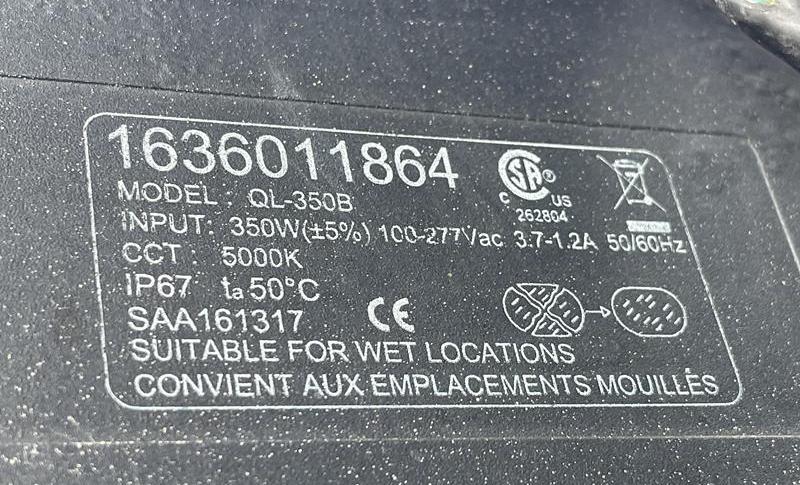 1636011864
MODEL: QL-350B
INPUT: 350W(±5%) 100-277Vac 3.7-1.2A 50/60Hz
CCT: 5000K
IP67 ta 50°C
SAA161317
SUITABLE FOR WET LOCATIONS
CONVIENT AUX EMPLACEMENTS MOUILLÉS
CSA®
C US
262804
CE